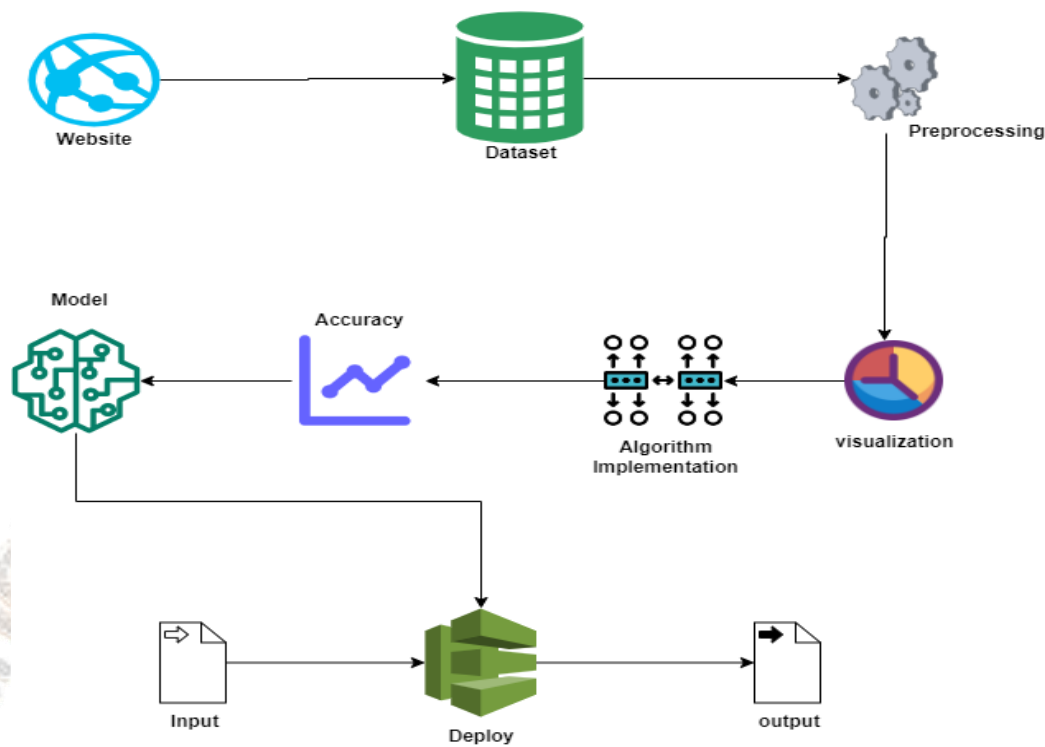 Website
Dataset
Preprocessing
Model
Accuracy
Algorithm
Implementation
visualization
Input
Deploy
output